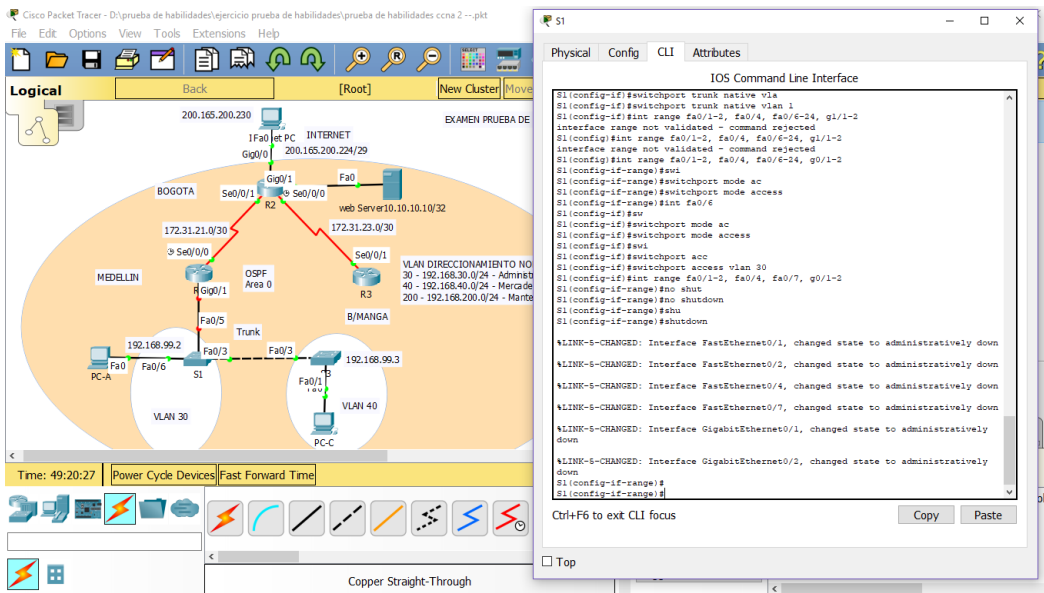 Cisco Packet Tracer - D:\prueba de habilidades\ejercicio prueba de habilidades\prueba de habilidades ccna 2 --.pkt
File Edit Options View Tools Extensions Help
Logical
Back
[Root]
New Cluster
Move
200.165.200.230
EXAMEN PRUEBA DE
INTERNET
200.165.200.224/29
Gig0/0
Gig0/1
Fa0
BOGOTA
Se0/0/1
Se0/0/0
R2
web Server10.10.10.10/32
172.31.21.0/30
172.31.23.0/30
Se0/0/0
Se0/0/1
VLAN DIRECCIONAMIENTO NO
30 - 192.168.30.0/24 - Administ
40 - 192.168.40.0/24 - Mercade
200 - 192.168.200.0/24 - Mante
MEDELLIN
Gig0/1
OSPF
Area 0
R3
Fa0/5
B/MANGA
Trunk
192.168.99.2
Fa0/3
Fa0/3
192.168.99.3
Fa0
Fa0/6
PC-A
S1
Fa0/1
VLAN 40
VLAN 30
PC-C
Time: 49:20:27
Power Cycle Devices
Fast Forward Time
Copper Straight-Through
S1
Physical
Config
CLI
Attributes
IOS Command Line Interface
S1(config-if)#switchport trunk native vla
S1(config-if)#switchport trunk native vlan 1
S1(config-if)#int range fa0/1-2, fa0/4, fa0/6-24, g1/1-2
interface range not validated - command rejected
S1(config)#int range fa0/1-2, fa0/4, fa0/6-24, g1/1-2
interface range not validated - command rejected
S1(config)#int range fa0/1-2, fa0/4, fa0/6-24, g0/1-2
S1(config-if-range)#swi
S1(config-if-range)#switchport mode ac
S1(config-if-range)#switchport mode access
S1(config-if-range)#int fa0/6
S1(config-if)#sw
S1(config-if)#switchport mode ac
S1(config-if)#switchport mode access
S1(config-if)#swi
S1(config-if)#switchport acc
S1(config-if)#switchport access vlan 30
S1(config-if)#int range fa0/1-2, fa0/4, fa0/7, g0/1-2
S1(config-if-range)#no shut
S1(config-if-range)#no shutdown
S1(config-if-range)#shu
S1(config-if-range)#shutdown
%LINK-5-CHANGED: Interface FastEthernet0/1, changed state to administratively down
%LINK-5-CHANGED: Interface FastEthernet0/2, changed state to administratively down
%LINK-5-CHANGED: Interface FastEthernet0/4, changed state to administratively down
%LINK-5-CHANGED: Interface FastEthernet0/7, changed state to administratively down
%LINK-5-CHANGED: Interface GigabitEthernet0/1, changed state to administratively
down
%LINK-5-CHANGED: Interface GigabitEthernet0/2, changed state to administratively
down
S1(config-if-range)#
S1(config-if-range)#
Ctrl+F6 to exit CLI focus
Copy
Paste
Top